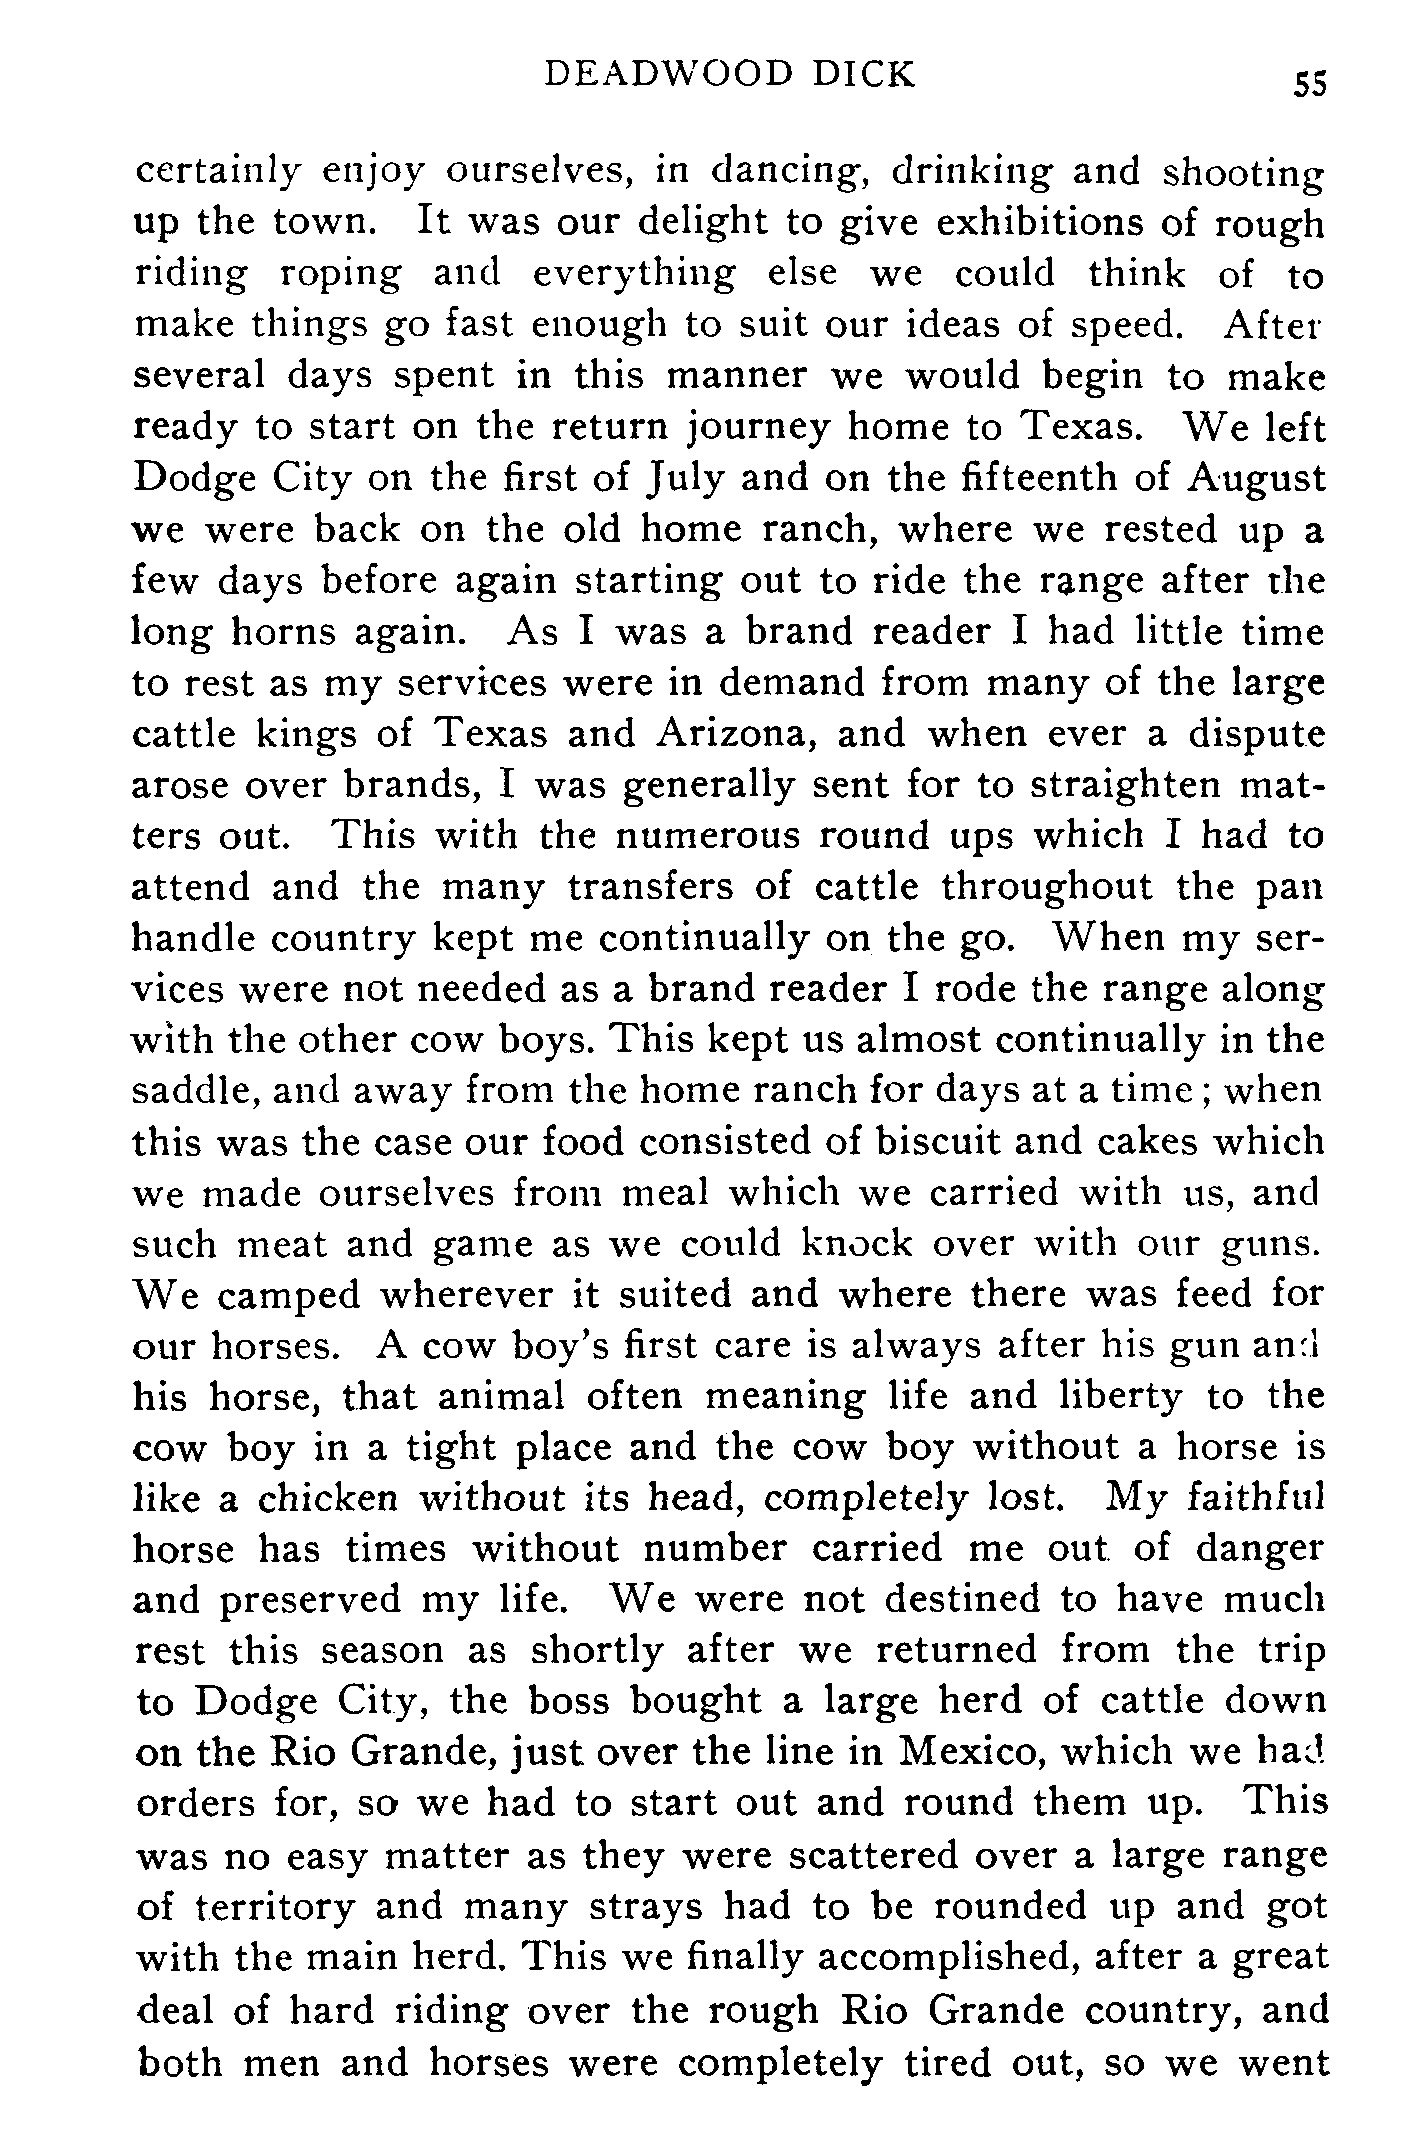 DEADWOOD DICK 55
certainly enjoy ourselves, in dancing, drinking and shooting
up the town. It was our delight to give exhibitions of rough
riding roping and everything else we could think of to
make things go fast enough to suit our ideas of speed. After
several days spent in this manner we would begin to make
ready to start on the return journey home to Texas. We left
Dodge City on the first of July and on the fifteenth of August
we were back on the old home ranch, where we rested up a
few days before again starting out to ride the range after the
long horns again. As I was a brand reader I had little time
to rest as my services were in demand from many of the large
cattle kings of Texas and Arizona, and when ever a dispute
arose over brands, I was generally sent for to straighten mat-
ters out. This with the numerous round ups which I had to
attend and the many transfers of cattle throughout the pan
handle country kept me continually on the go. When my ser-
vices were not needed as a brand reader I rode the range along
with the other cow boys. This kept us almost continually in the
saddle, and away from the home ranch for days at a time; when
this was the case our food consisted of biscuit and cakes which
we made ourselves from meal which we carried with us, and
such meat and game as we could knock over with our guns.
We camped wherever it suited and where there was feed for
our horses. A cow boy's first care is always after his gun and
his horse, that animal often meaning life and liberty to the
cow boy in a tight place and the cow boy without a horse is
like a chicken without its head, completely lost. My faithful
horse has times without number carried me out of danger
and preserved my life. We were not destined to have much
rest this season as shortly after we returned from the trip
to Dodge City, the boss bought a large herd of cattle down
on the Rio Grande, just over the line in Mexico, which we had
orders for, so we had to start out and round them up. This
was no easy matter as they were scattered over a large range
of territory and many strays had to be rounded up and got
with the main herd. This we finally accomplished, after a great
deal of hard riding over the rough Rio Grande country, and
both men and horses were completely tired out, so we went